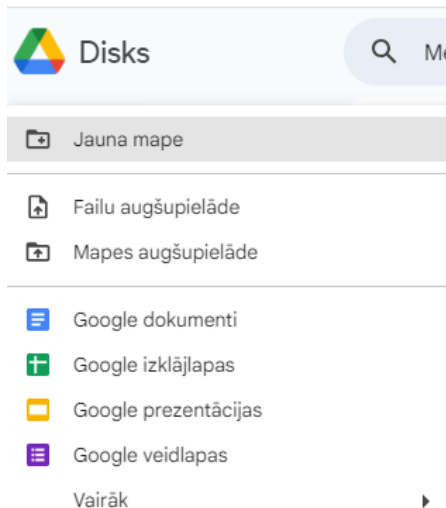 Disks
Jauna mape
Failu augšupielāde
Mapes augšupielāde
Google dokumenti
Google izklājlapas
Google prezentācijas
Google veidlapas
Vairāk